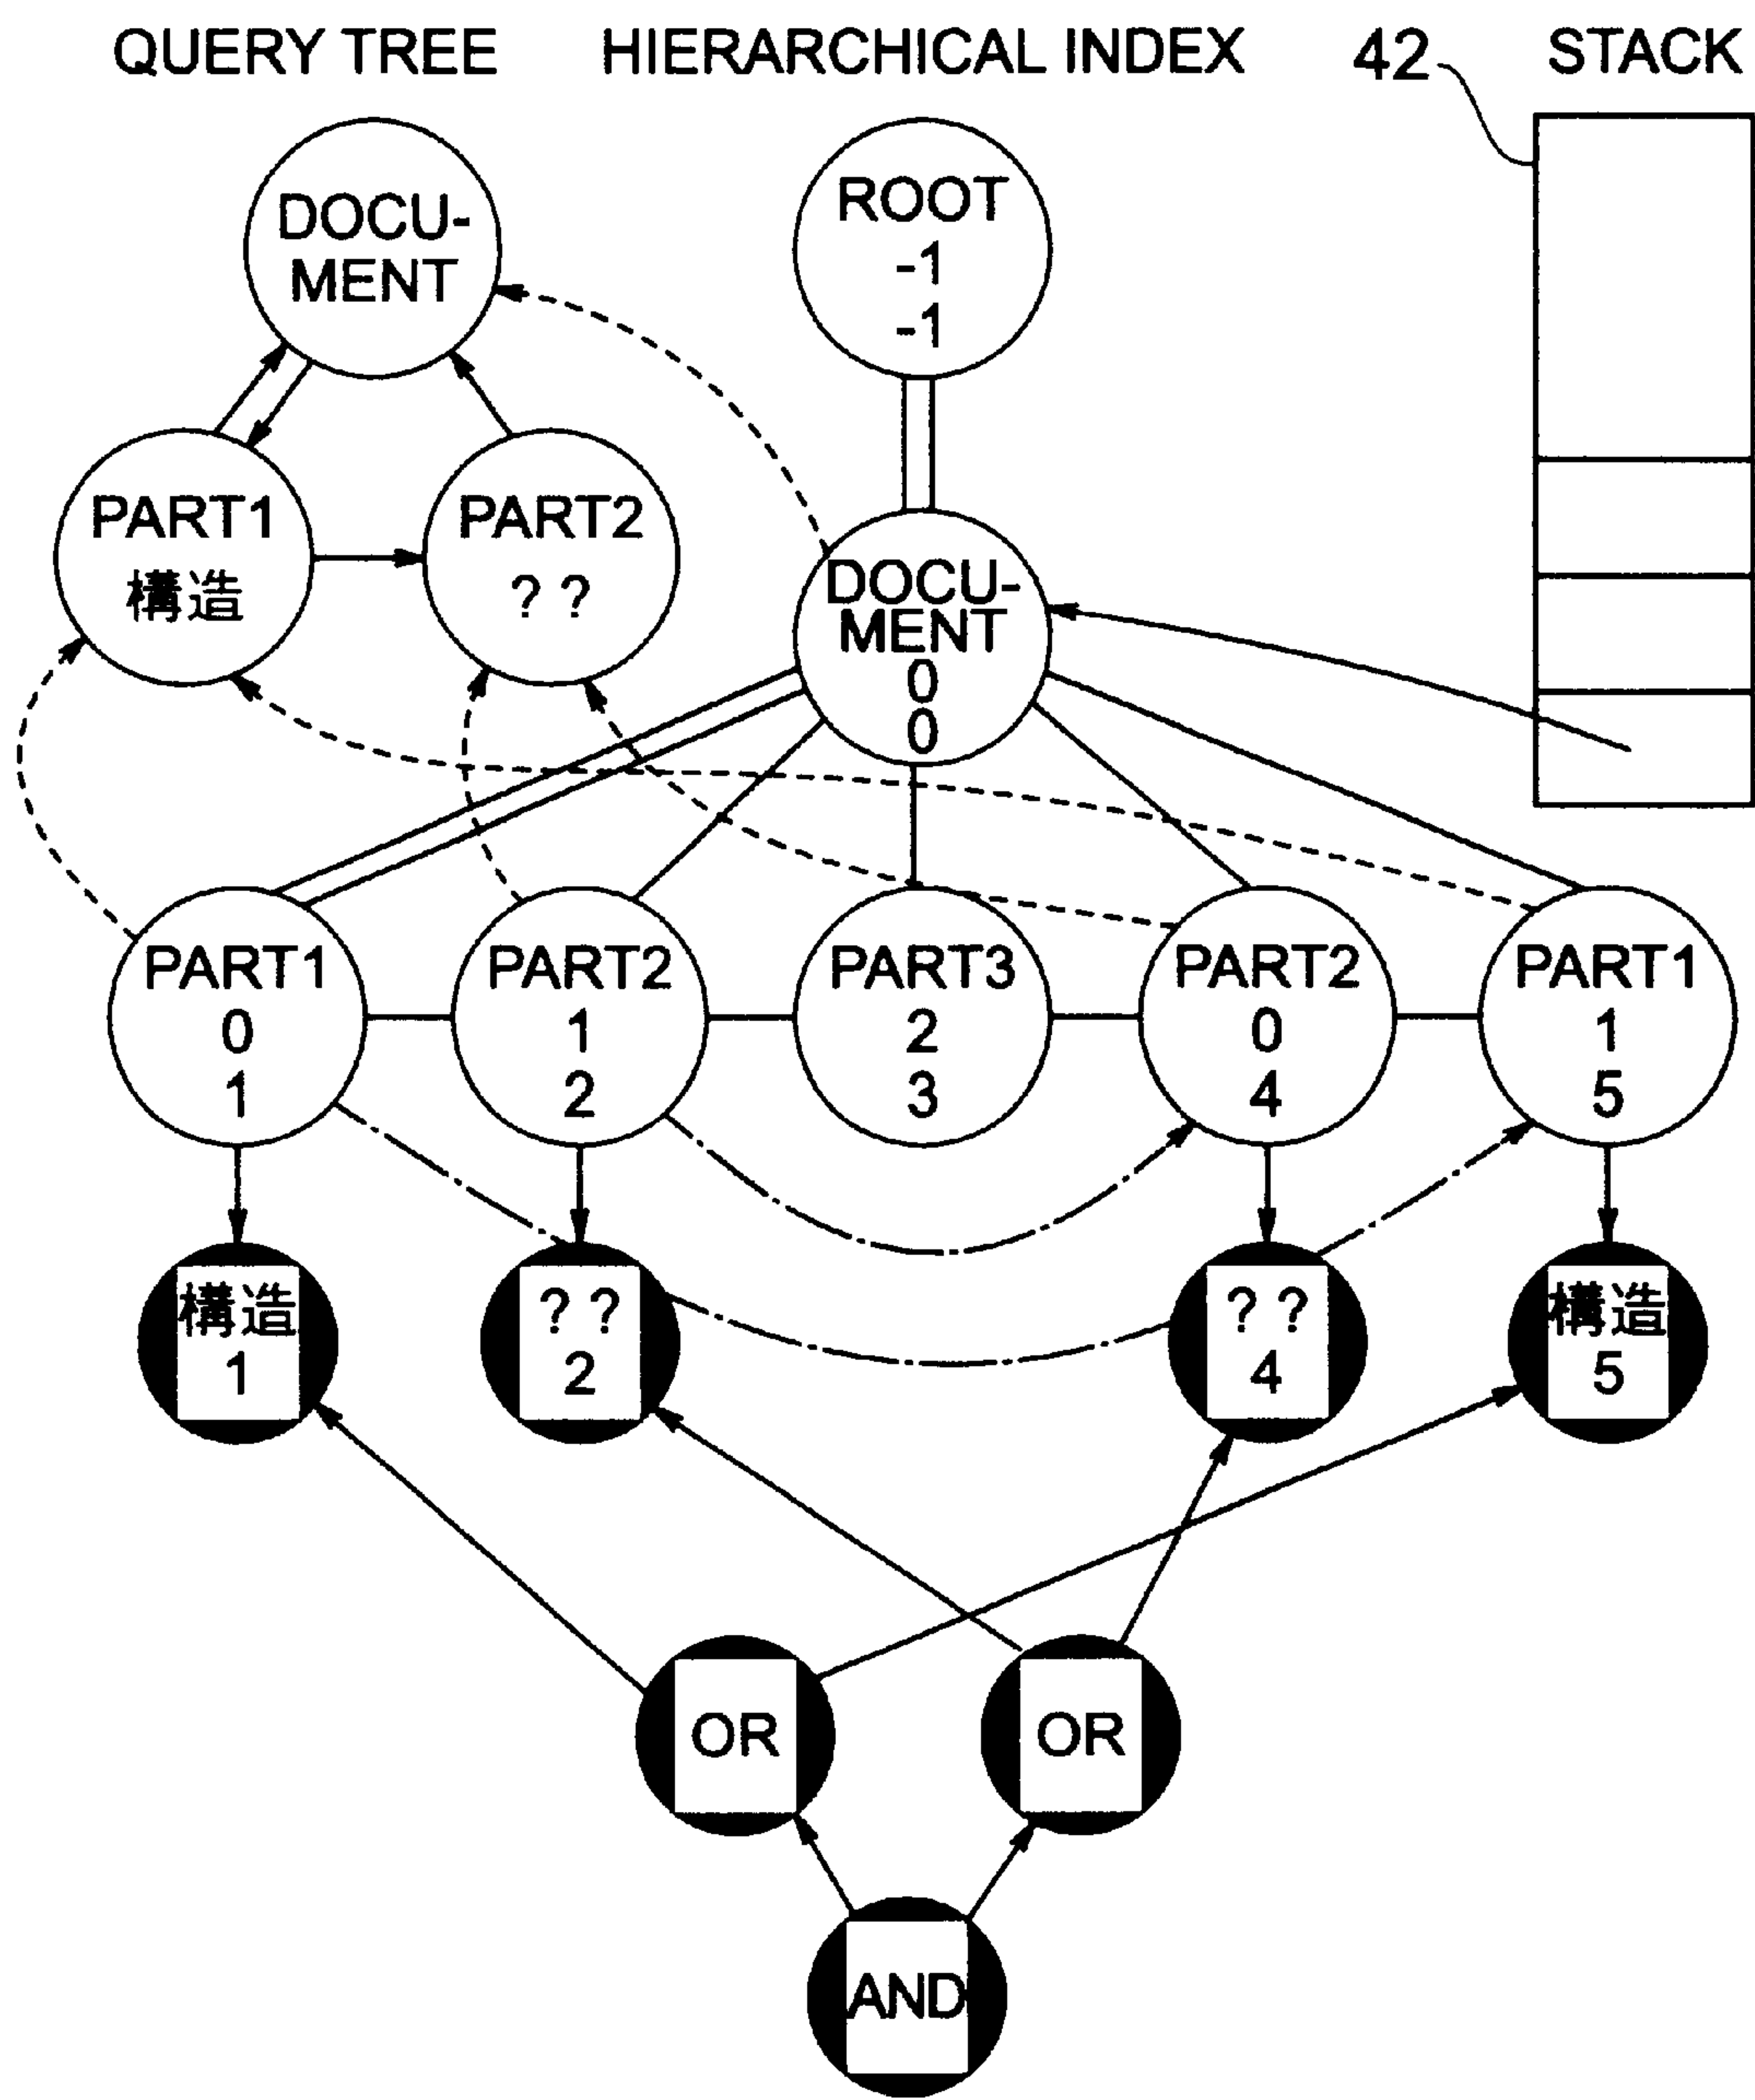 QUERY TREE
HIERARCHICAL INDEX
42
STACK
DOCU-
MENT
ROOT
-1
-1
PART1
構造
PART2
? ?
DOCU-
MENT
0
0
PART1
0
1
PART2
1
2
PART3
2
3
PART2
0
4
PART1
1
5
構造
1
? ?
2
? ?
4
構造
5
OR
OR
AND